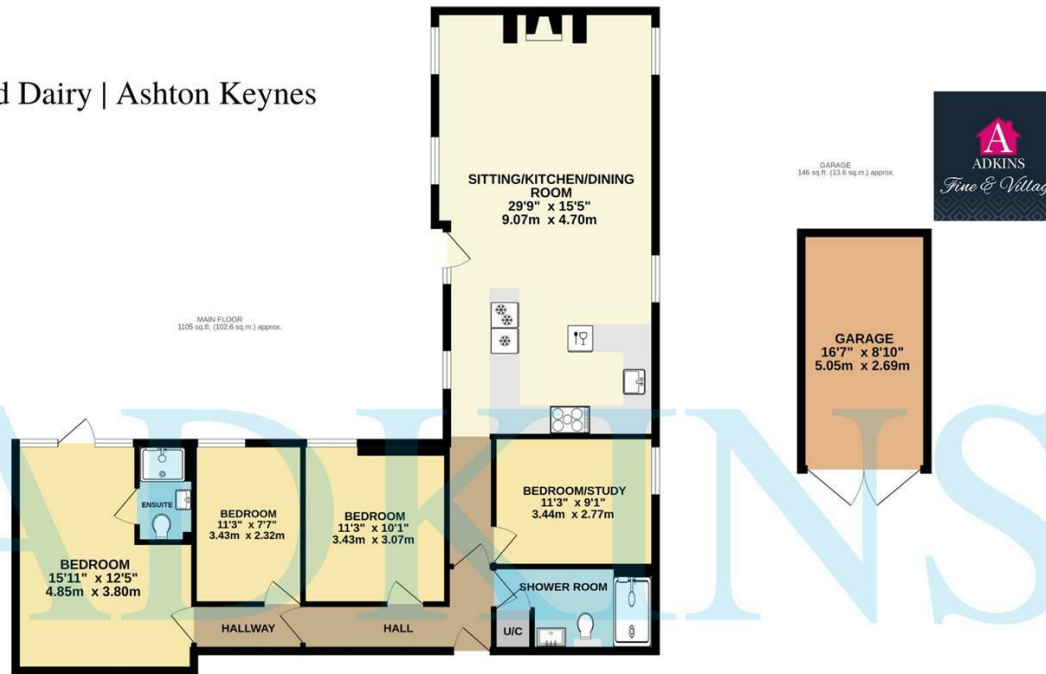 d Dairy | Ashton Keynes
MAIN FLOOR
1105 sq.ft. (102.6 sq.m.) approx.
SITTING/KITCHEN/DINING
ROOM
29'9" x 15'5"
9.07m x 4.70m
GARAGE
146 sq.ft. (13.6 sq.m.) approx.
A
ADKINS
Fine & Villag
GARAGE
16'7" x 8'10"
5.05m x 2.69m
ENSUITE
BEDROOM
15'11" x 12'5"
4.85m x 3.80m
BEDROOM
11'3" x 7'7"
3.43m x 2.32m
BEDROOM
11'3" x 10'1"
3.43m x 3.07m
BEDROOM/STUDY
11'3" x 9'1"
3.44m x 2.77m
SHOWER ROOM
U/C
HALLWAY
HALL
ADKINS